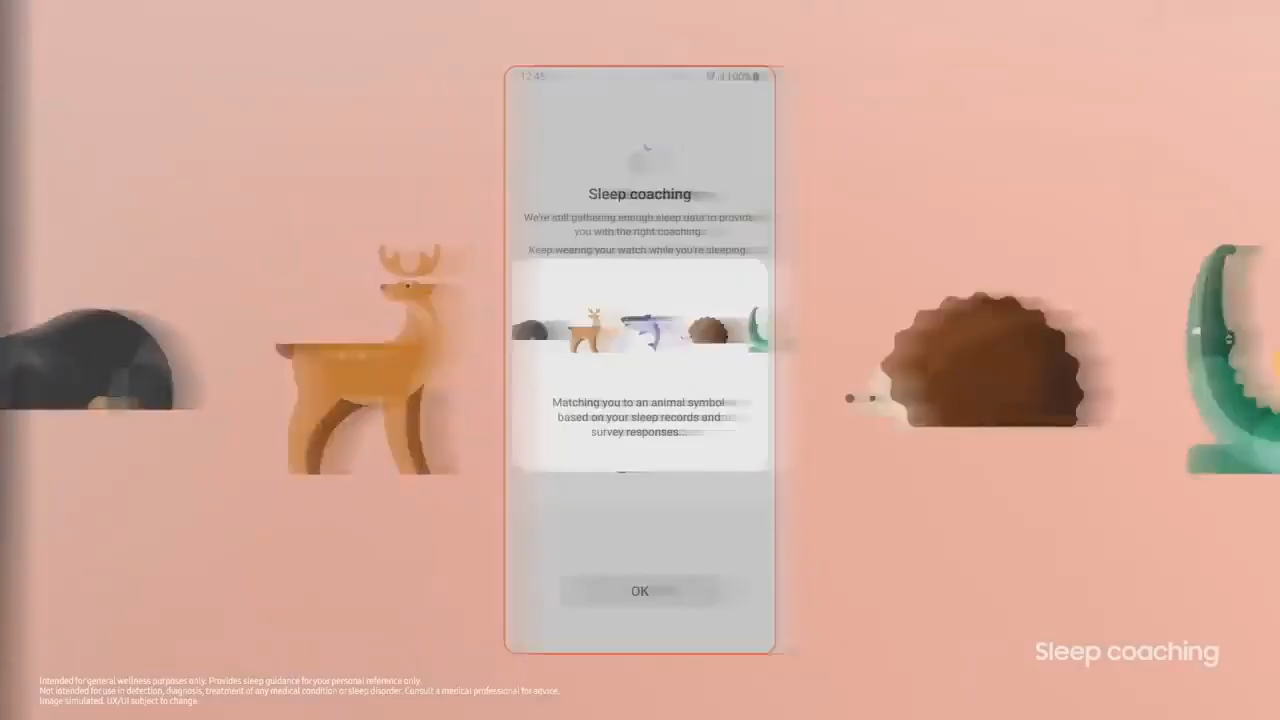 12:45
100%
Sleep coaching
We're still gathering enough sleep data to provide
you with the right coaching.
Keep wearing your watch while you're sleeping.
Matching you to an animal symbol
based on your sleep records and
survey responses...
OK
Sleep coaching
Intended for general wellness purposes only. Provides sleep guidance for your personal reference only.
Not intended for use in detection, diagnosis, treatment of any medical condition or sleep disorder. Consult a medical professional for advice.
Image simulated. UX/UI subject to change.